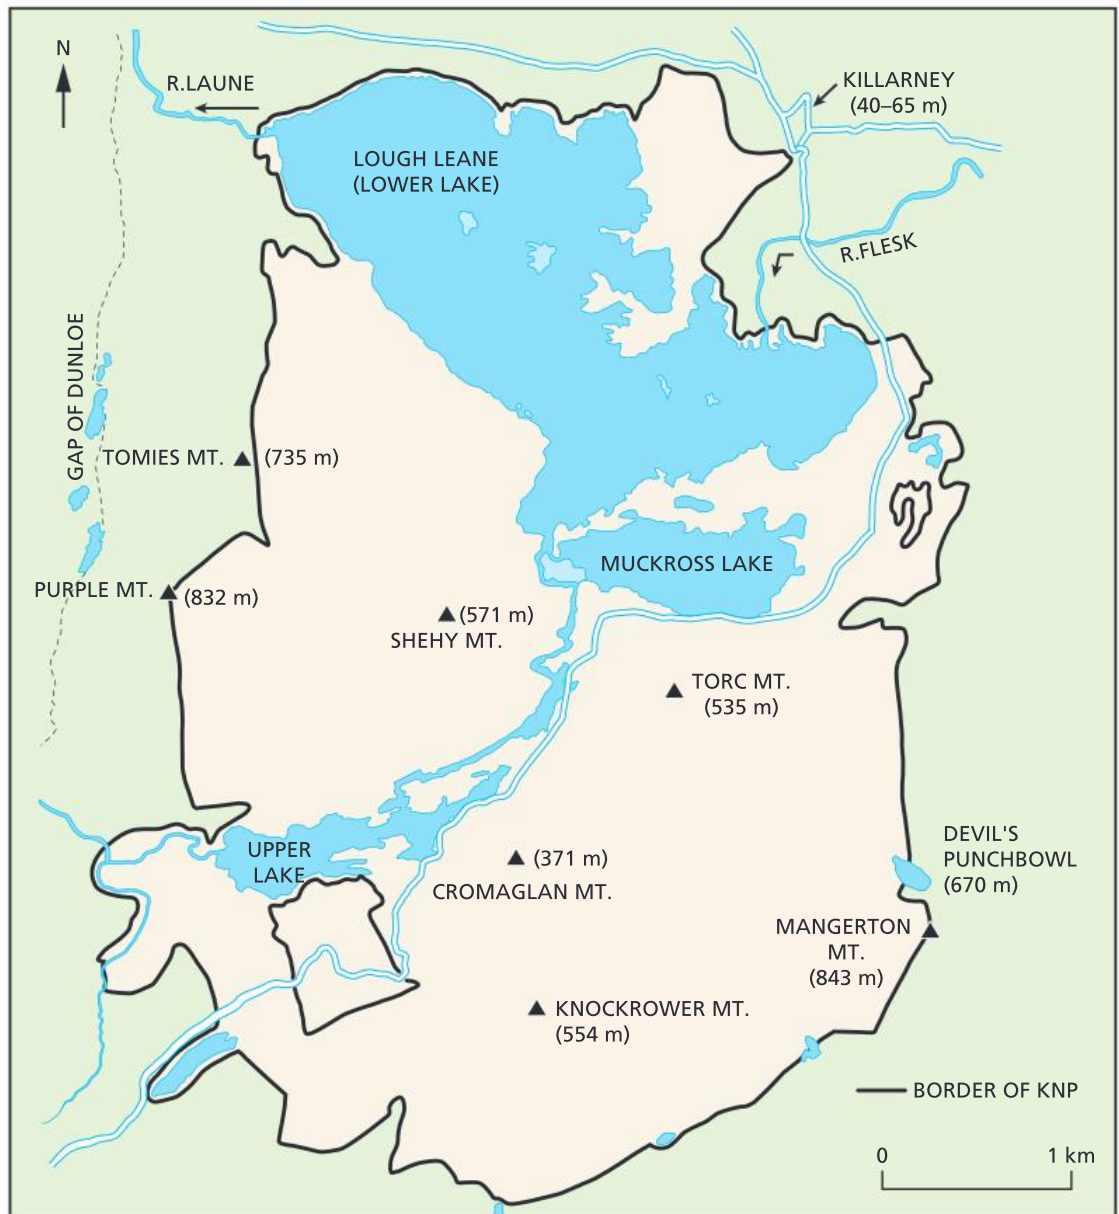 N
R.LAUNE
KILLARNEY
(40–65 m)
LOUGH LEANE
(LOWER LAKE)
R.FLESK
GAP OF DUNLOE
TOMIES MT.
(735 m)
MUCKROSS LAKE
PURPLE MT.
(832 m)
(571 m)
SHEHY MT.
TORC MT.
(535 m)
UPPER
LAKE
(371 m)
CROMAGLAN MT.
DEVIL'S
PUNCHBOWL
(670 m)
MANGERTON
MT.
(843 m)
KNOCKROWER MT.
(554 m)
BORDER OF KNP
0 1 km